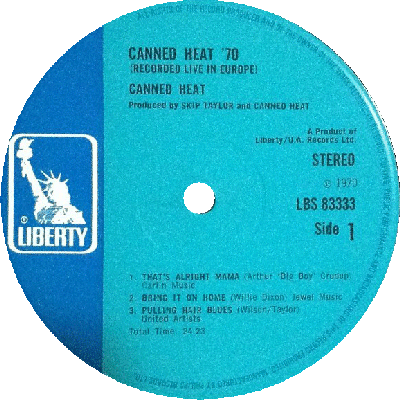 CANNED HEAT '70
(RECORDED LIVE IN EUROPE)
CANNED HEAT
Produced by SKIP TAYLOR and CANNED HEAT
A Product of
Liberty/U.A. Records Ltd.
STEREO
℗ 1970
LBS 83333
Side 1
LIBERTY
1. THAT'S ALRIGHT MAMA (Arthur 'Big Boy' Crudup)
Carlin Music
2. BRING IT ON HOME (Willie Dixon) Jewel Music
3. PULLING HAIR BLUES (Wilson/Taylor)
United Artists
Total Time: 24.23